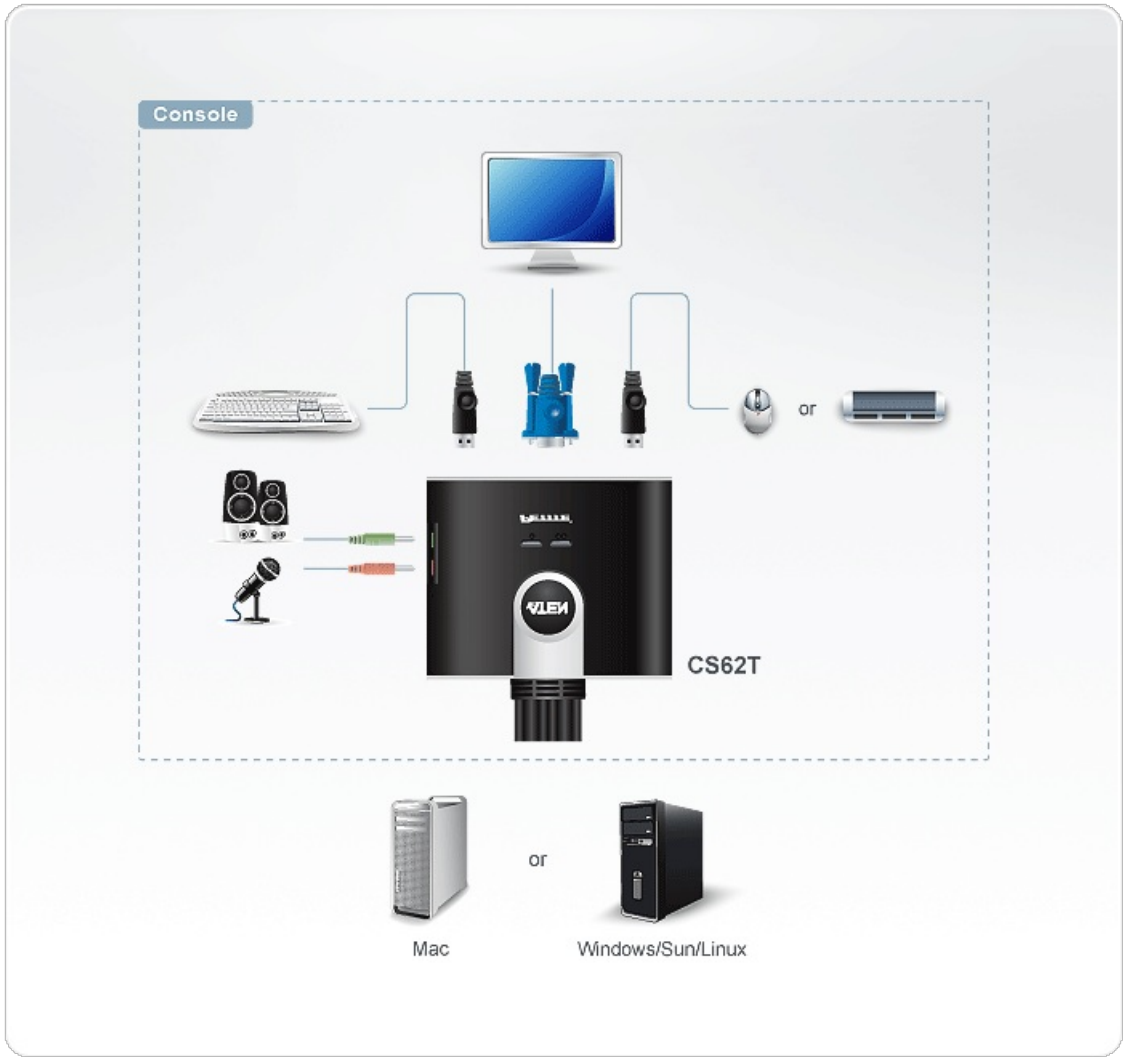 Console
or
ATEN
CS62T
or
Mac
Windows/Sun/Linux